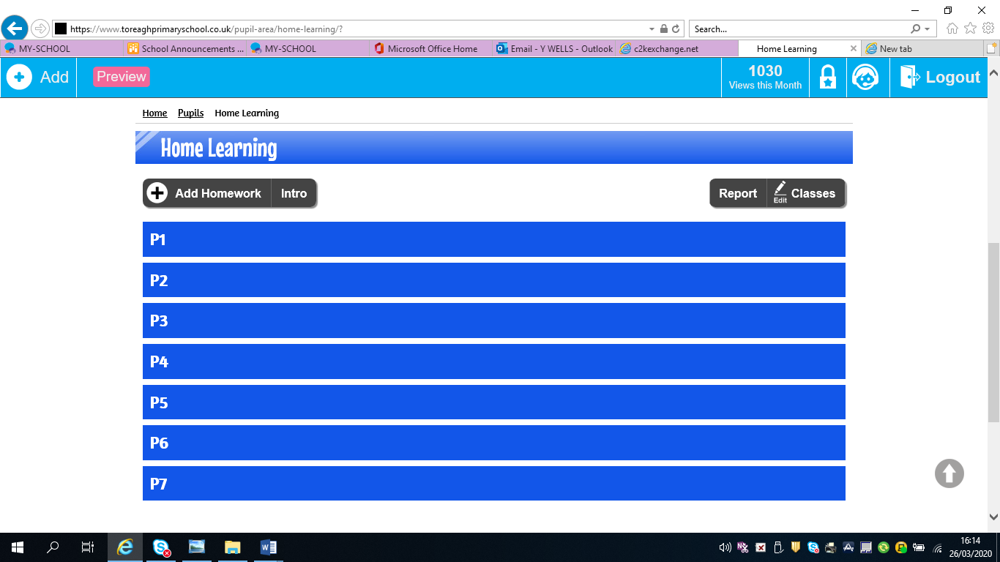 https://www.toreaghprimaryschool.co.uk/pupil-area/home-learning/?
Search...
MY-SCHOOL
School Announcements ...
MY-SCHOOL
Microsoft Office Home
Email - Y WELLS - Outlook
c2kexchange.net
Home Learning
New tab
Add
Preview
1030
Views this Month
Logout
Home Pupils Home Learning
Home Learning
Add Homework Intro
Report Edit Classes
P1
P2
P3
P4
P5
P6
P7
16:14
26/03/2020